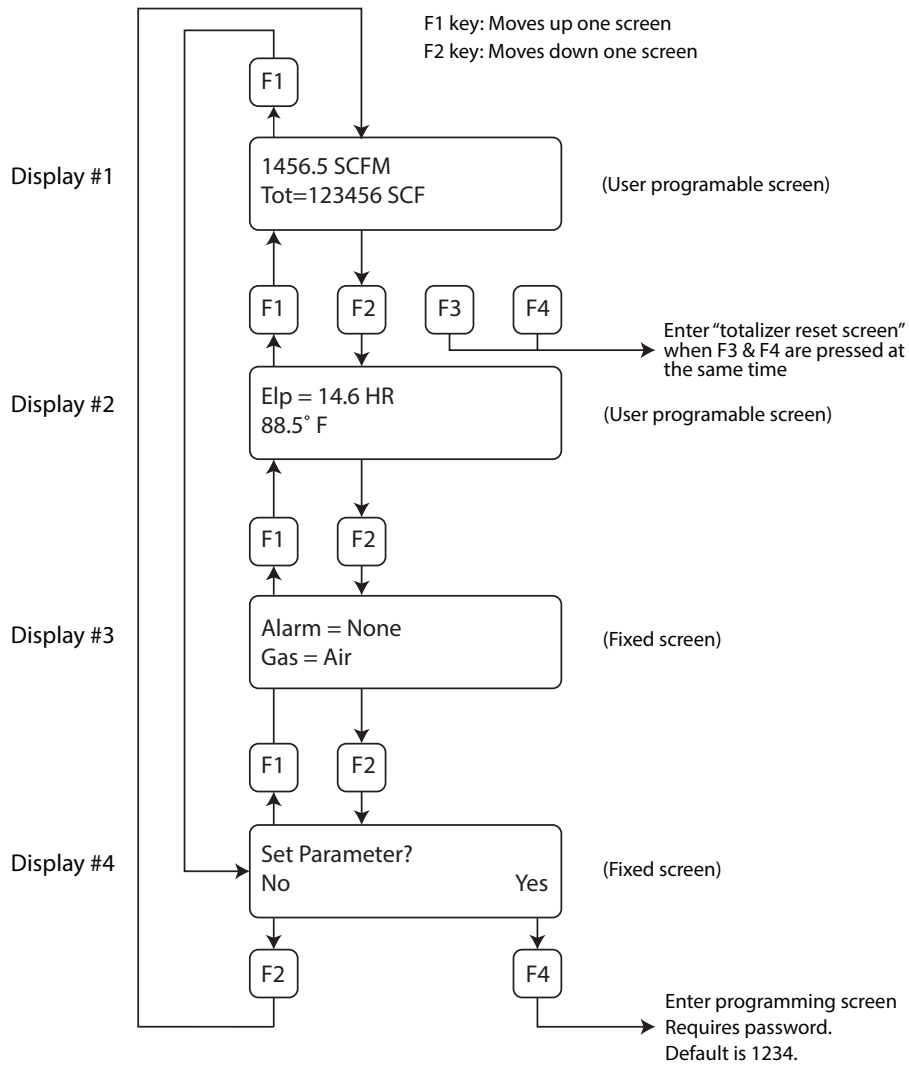 F1 key: Moves up one screen
F2 key: Moves down one screen
F1
Display #1
1456.5 SCFM
Tot=123456 SCF
(User programable screen)
F1
F2
F3
F4
Enter "totalizer reset screen"
when F3 & F4 are pressed at
the same time
Display #2
Elp = 14.6 HR
88.5° F
(User programable screen)
F1
F2
Display #3
Alarm = None
Gas = Air
(Fixed screen)
F1
F2
Display #4
Set Parameter?
No Yes
(Fixed screen)
F2
F4
Enter programming screen
Requires password.
Default is 1234.